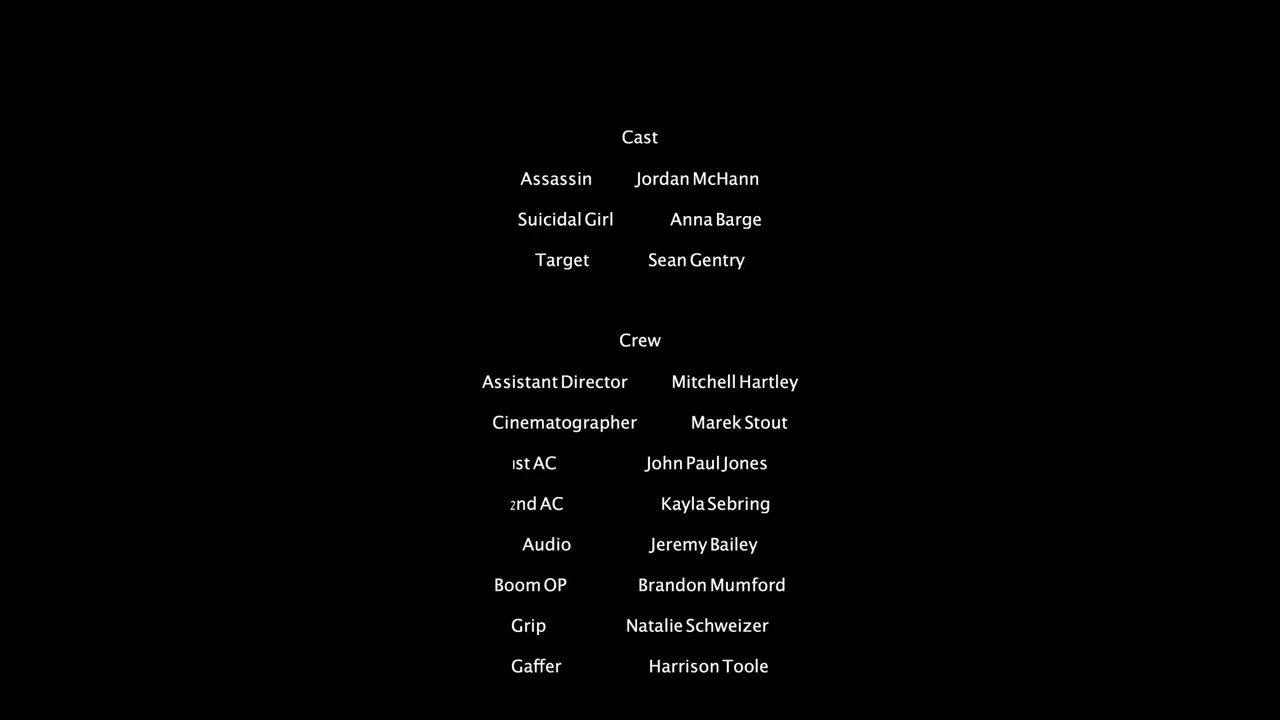 Cast
Assassin Jordan McHann
Suicidal Girl Anna Barge
Target Sean Gentry
Crew
Assistant Director Mitchell Hartley
Cinematographer Marek Stout
1st AC John Paul Jones
2nd AC Kayla Sebring
Audio Jeremy Bailey
Boom OP Brandon Mumford
Grip Natalie Schweizer
Gaffer Harrison Toole